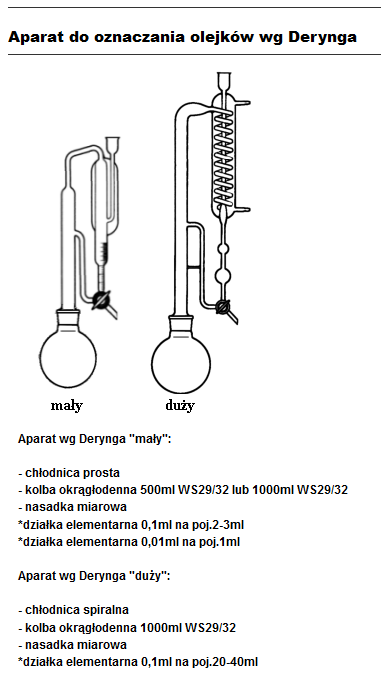 Aparat do oznaczania olejków wg Derynga
mały duży
Aparat wg Derynga "mały":
- chłodnica prosta
- kolba okrągłodenna 500ml WS29/32 lub 1000ml WS29/32
- nasadka miarowa
*działka elementarna 0,1ml na poj.2-3ml
*działka elementarna 0,01ml na poj.1ml
Aparat wg Derynga "duży":
- chłodnica spiralna
- kolba okrągłodenna 1000ml WS29/32
- nasadka miarowa
*działka elementarna 0,1ml na poj.20-40ml